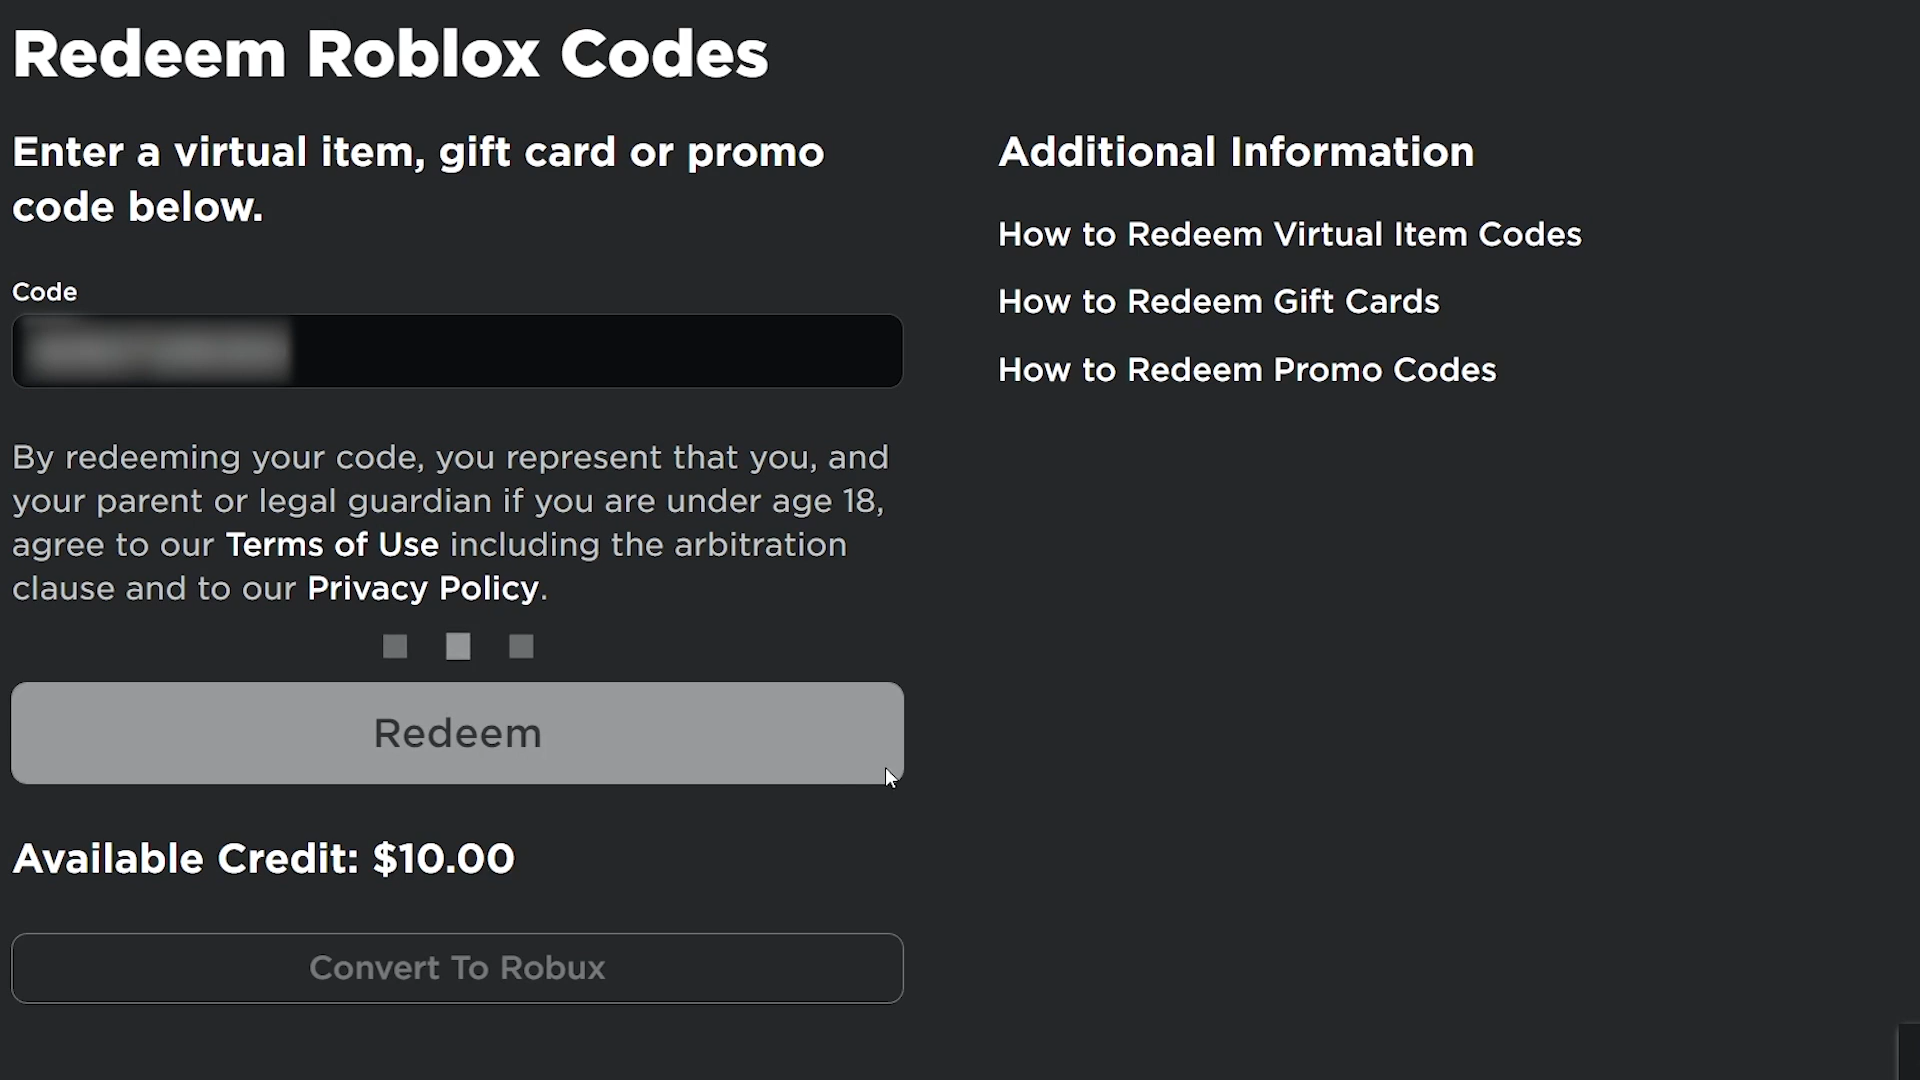 Redeem Roblox Codes
Enter a virtual item, gift card or promo
code below.
Code
By redeeming your code, you represent that you, and
your parent or legal guardian if you are under age 18,
agree to our Terms of Use including the arbitration
clause and to our Privacy Policy.
Redeem
Available Credit: $10.00
Convert To Robux
Additional Information
How to Redeem Virtual Item Codes
How to Redeem Gift Cards
How to Redeem Promo Codes